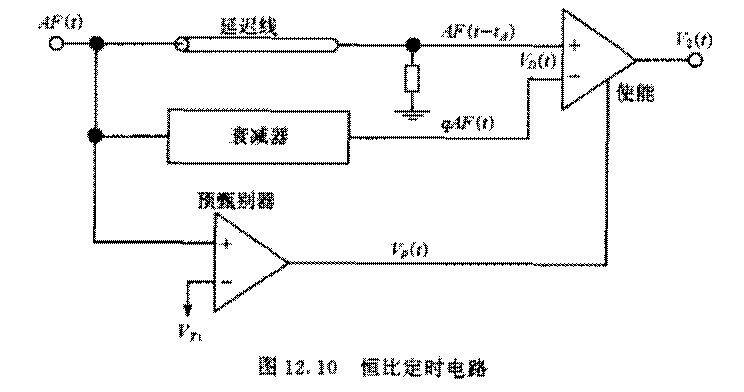 AF(t)
延迟线
AF(t-t_d)
V_D(t)
V_2(t)
+
-
使能
衰减器
qAF(t)
预甄别器
+
-
V_P(t)
V_{T1}
图 12.10 恒比定时电路